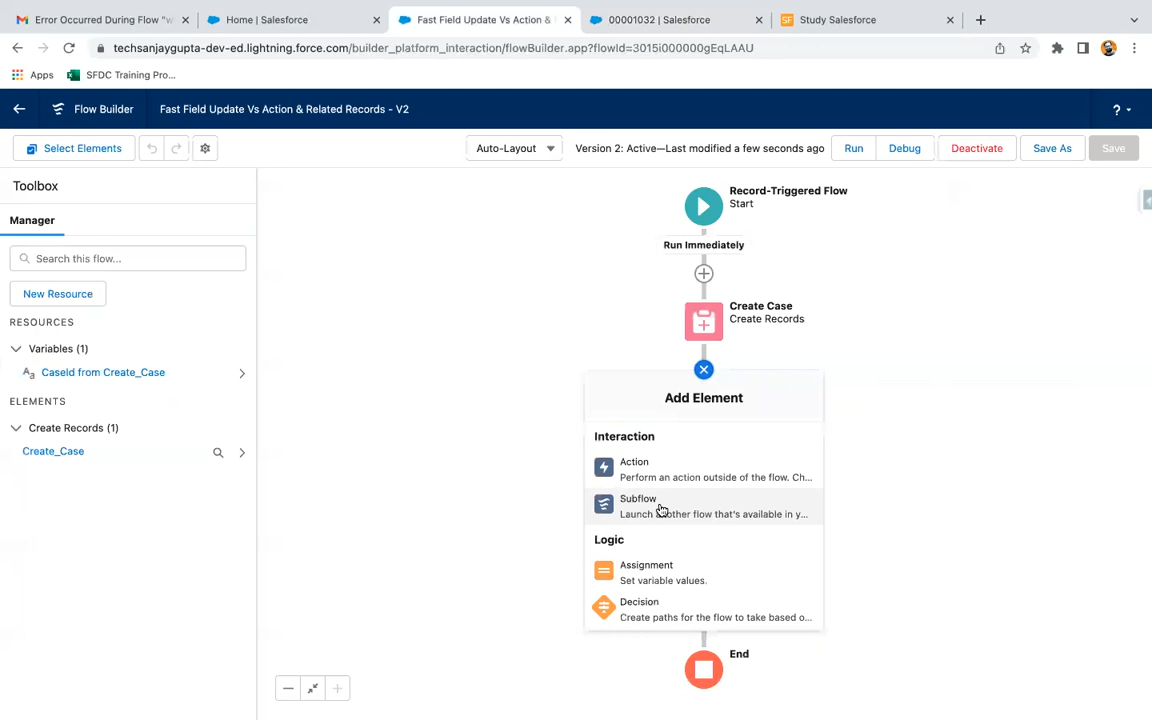 Error Occurred During Flow "w
Home | Salesforce
Fast Field Update Vs Action &
00001032 | Salesforce
SF
Study Salesforce
techsanjaygupta-dev-ed.lightning.force.com/builder_platform_interaction/flowBuilder.app?flowId=3015i000000gEqLAAU
Apps
SFDC Training Pro...
Flow Builder
Fast Field Update Vs Action & Related Records - V2
?
Select Elements
Auto-Layout
Version 2: Active—Last modified a few seconds ago
Run
Debug
Deactivate
Save As
Save
Toolbox
Manager
Search this flow...
New Resource
RESOURCES
Variables (1)
CaseId from Create_Case
ELEMENTS
Create Records (1)
Create_Case
Record-Triggered Flow
Start
Run Immediately
Create Case
Create Records
Add Element
Interaction
Action
Perform an action outside of the flow. Ch...
Subflow
Launch another flow that's available in y...
Logic
Assignment
Set variable values.
Decision
Create paths for the flow to take based o...
End